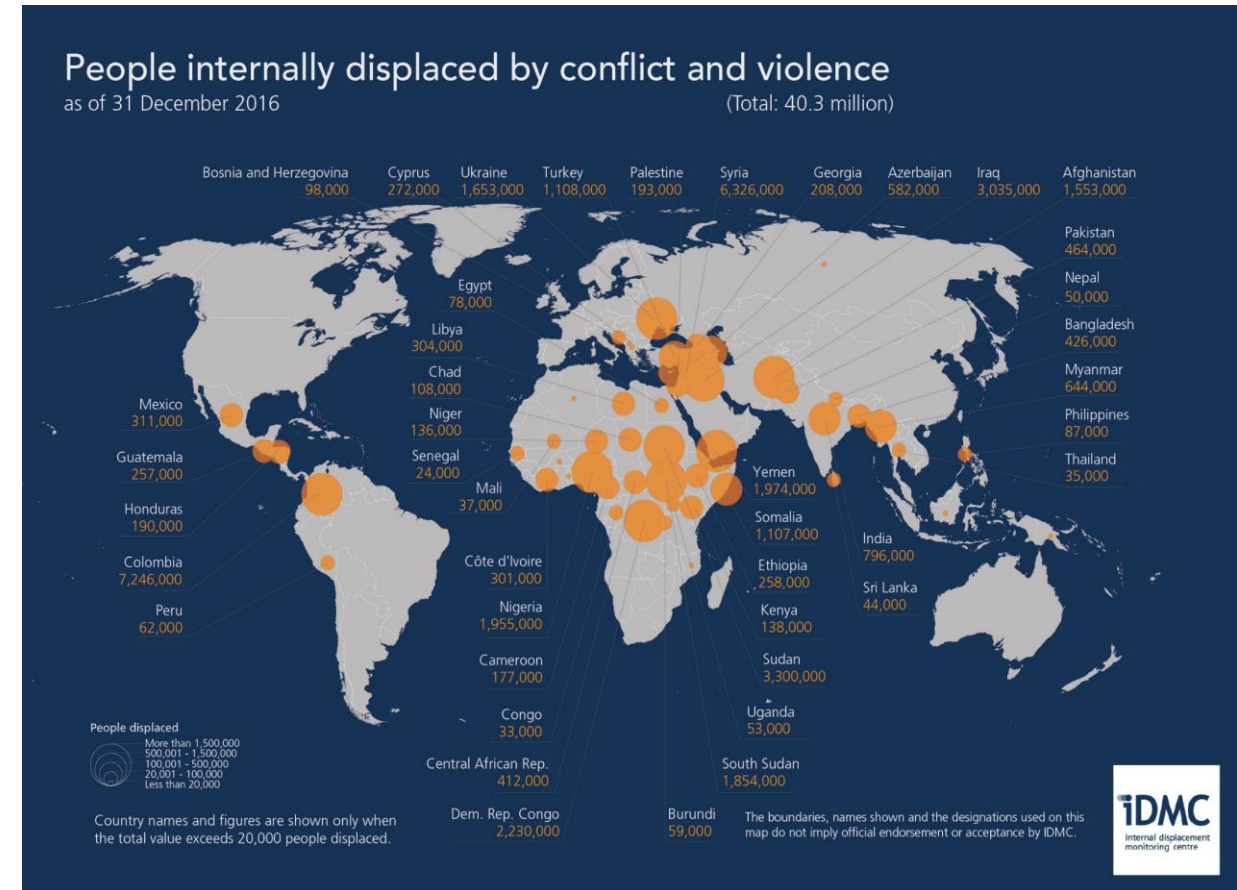 People internally displaced by conflict and violence
as of 31 December 2016
(Total: 40.3 million)
Bosnia and Herzegovina
98,000
Cyprus
272,000
Ukraine
1,653,000
Turkey
1,108,000
Palestine
193,000
Syria
6,326,000
Georgia
208,000
Azerbaijan
582,000
Iraq
3,035,000
Afghanistan
1,553,000
Pakistan
464,000
Nepal
50,000
Bangladesh
426,000
Myanmar
644,000
Philippines
87,000
Thailand
35,000
Egypt
78,000
Libya
304,000
Chad
108,000
Niger
136,000
Senegal
24,000
Mali
37,000
Mexico
311,000
Guatemala
257,000
Honduras
190,000
Colombia
7,246,000
Peru
62,000
Côte d'Ivoire
301,000
Nigeria
1,955,000
Cameroon
177,000
Congo
33,000
Central African Rep.
412,000
Dem. Rep. Congo
2,230,000
Yemen
1,974,000
Somalia
1,107,000
Ethiopia
258,000
Kenya
138,000
Sudan
3,300,000
Uganda
53,000
South Sudan
1,854,000
Burundi
59,000
India
796,000
Sri Lanka
44,000
People displaced
More than 1,500,000
500,001 - 1,500,000
100,001 - 500,000
20,001 - 100,000
Less than 20,000
Country names and figures are shown only when
the total value exceeds 20,000 people displaced.
The boundaries, names shown and the designations used on this
map do not imply official endorsement or acceptance by IDMC.
iDMC
Internal displacement
monitoring centre